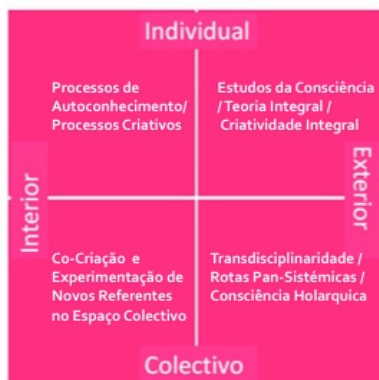 Individual
Processos de
Autoconhecimento/
Processos Criativos
Estudos da Consciência
/ Teoria Integral /
Criatividade Integral
Interior
Exterior
Co-Criação e
Experimentação de
Novos Referentes
no Espaço Colectivo
Transdisciplinaridade /
Rotas Pan-Sistémicas /
Consciência Holarquica
Colectivo